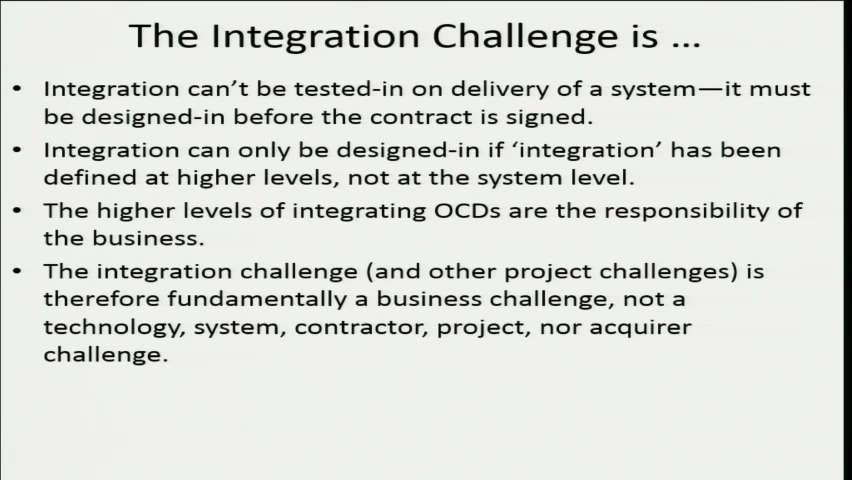 The Integration Challenge is ...
• Integration can’t be tested-in on delivery of a system—it must
be designed-in before the contract is signed.
• Integration can only be designed-in if ‘integration’ has been
defined at higher levels, not at the system level.
• The higher levels of integrating OCDs are the responsibility of
the business.
• The integration challenge (and other project challenges) is
therefore fundamentally a business challenge, not a
technology, system, contractor, project, nor acquirer
challenge.